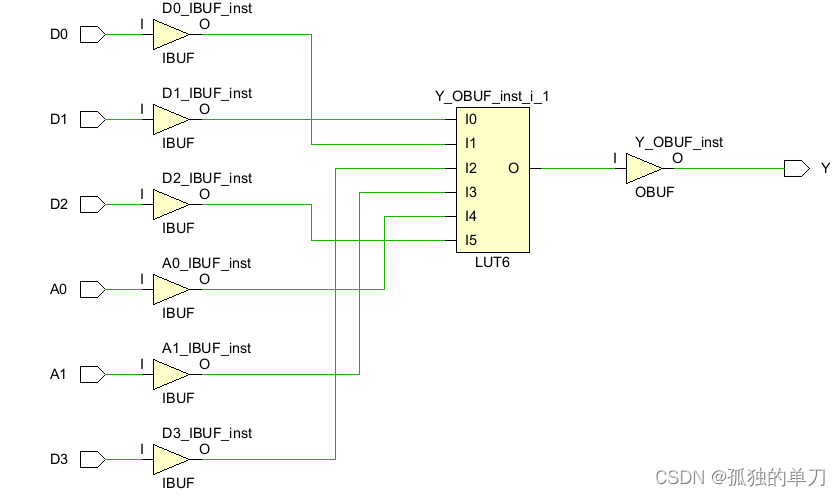 D0_IBUF_inst
D0 I O
IBUF
D1_IBUF_inst
Y_OBUF_inst_i_1
D1 I O
I0
IBUF
I1
Y_OBUF_inst
I2 O I O Y
D2_IBUF_inst
OBUF
I3
D2 I O
I4
IBUF
I5
LUT6
A0_IBUF_inst
A0 I O
IBUF
A1_IBUF_inst
A1 I O
IBUF
D3_IBUF_inst
D3 I O
IBUF
CSDN @孤独的单刀